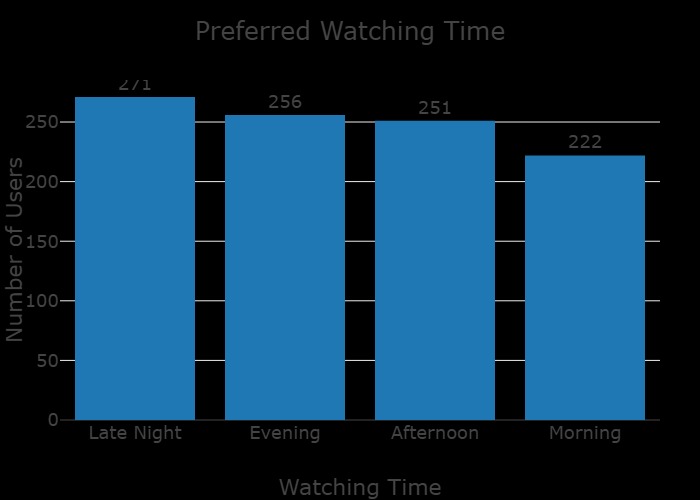 Preferred Watching Time
271
256
251
222
250
200
150
100
50
0
Number of Users
Late Night
Evening
Afternoon
Morning
Watching Time